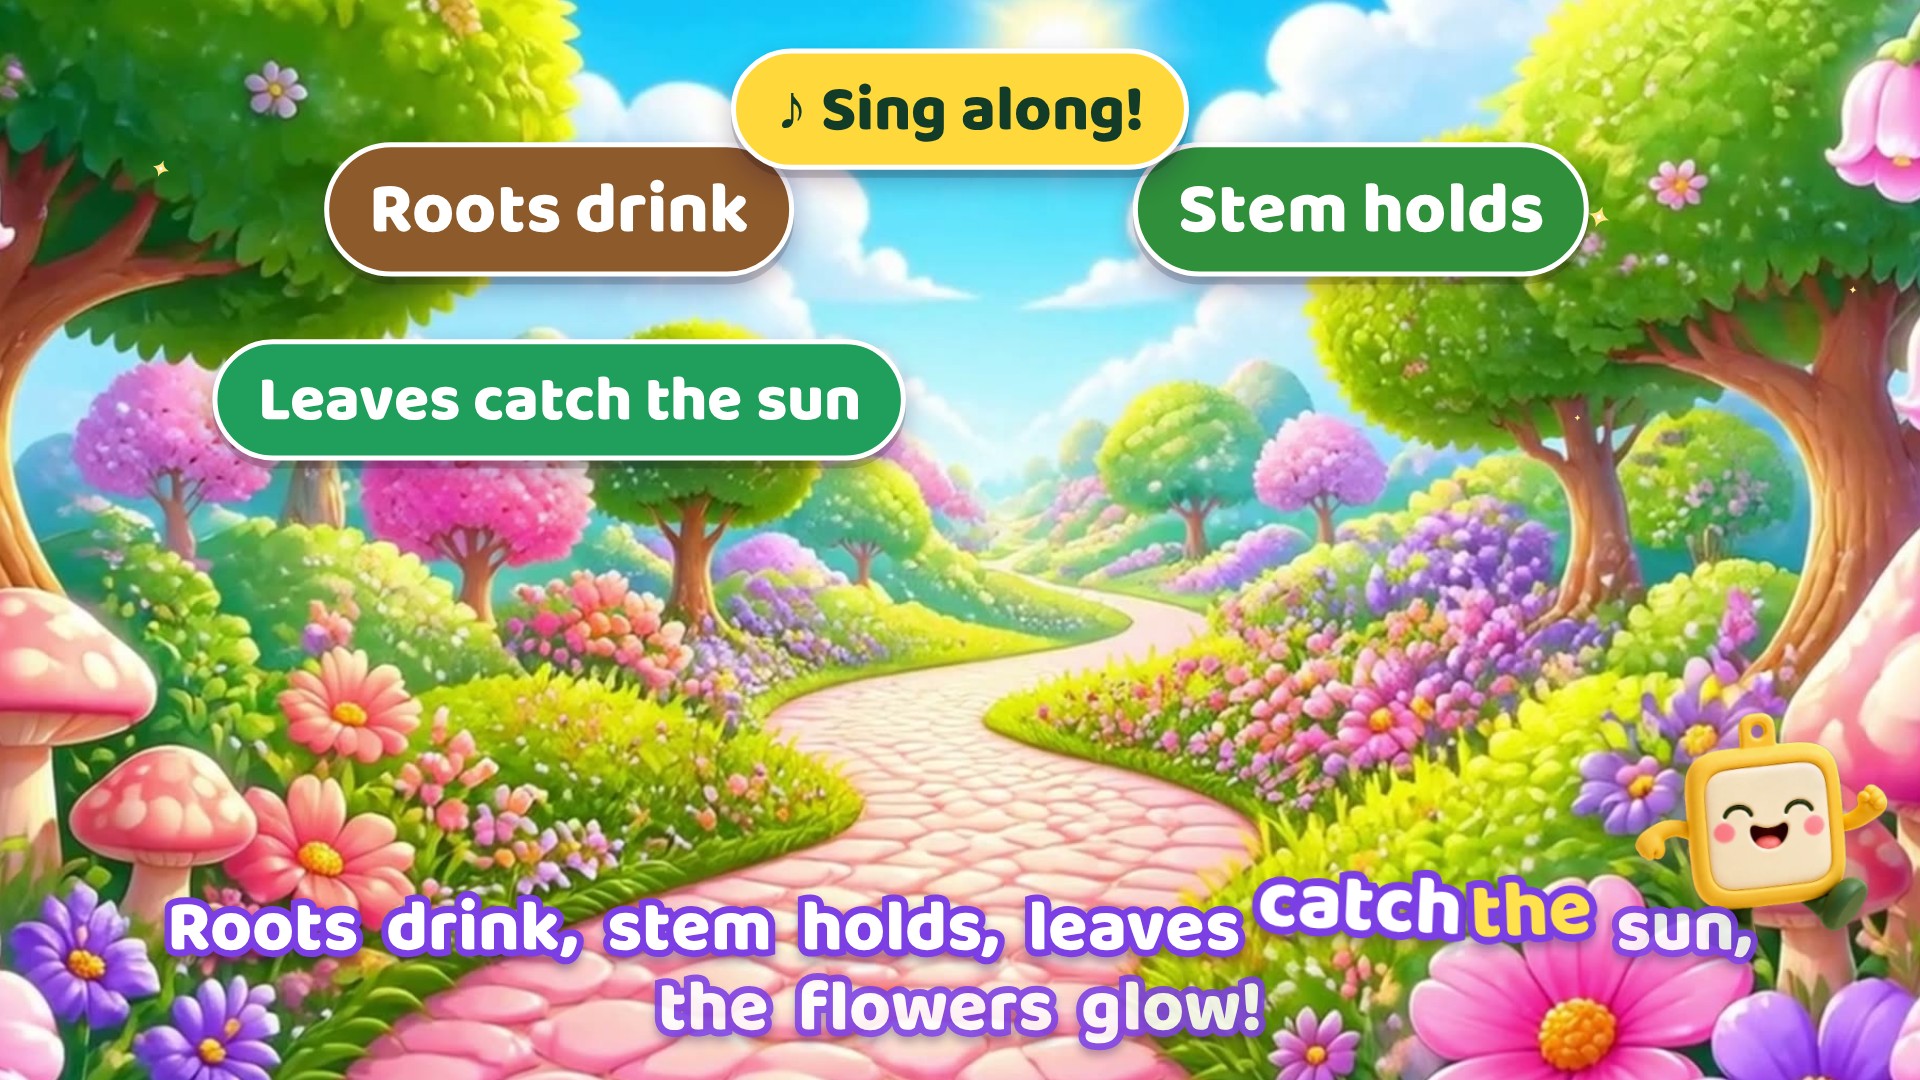 ♪ Sing along!
Roots drink
Stem holds
Leaves catch the sun
Roots drink, stem holds, leaves catch the sun,
the flowers glow!